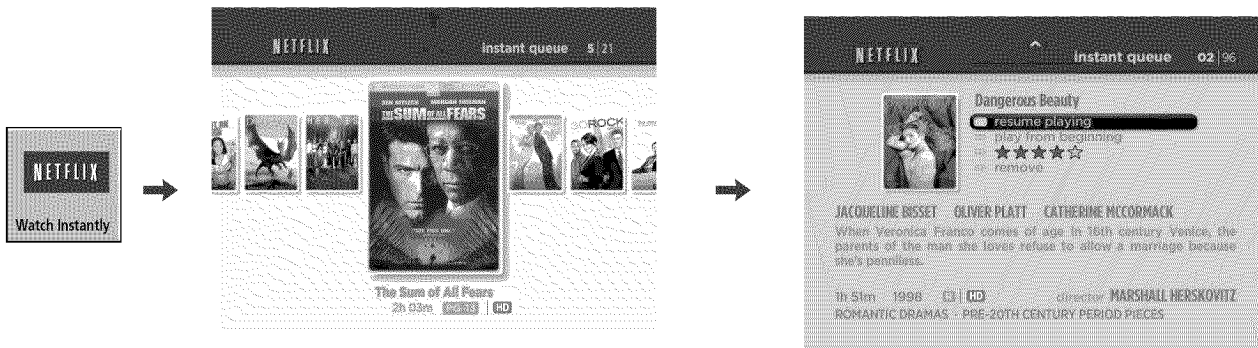 NETFLIX
Watch Instantly
NETFLIX
instant queue 5|21
BEN AFFLECK MORGAN FREEMAN
THE SUM OF ALL FEARS
30 ROCK
The Sum of All Fears
2h 03m PG-13 | HD
NETFLIX
instant queue 02|96
Dangerous Beauty
resume playing
play from beginning
remove
JACQUELINE BISSET OLIVER PLATT CATHERINE MCCORMACK
When Veronica Franco comes of age in 16th century Venice, the
parents of the man she loves refuse to allow a marriage because
she's penniless.
1h 51m 1998 R | HD director MARSHALL HERSKOVITZ
ROMANTIC DRAMAS - PRE-20TH CENTURY PERIOD PIECES